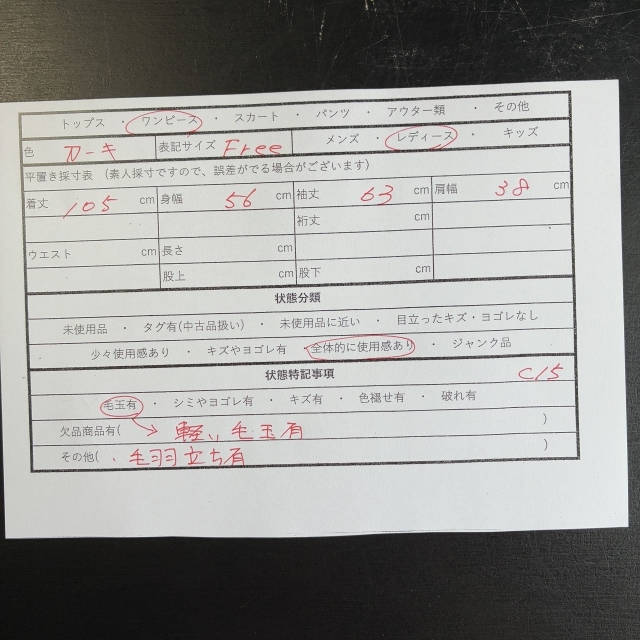 トップス ・ ワンピース ・ スカート ・ パンツ ・ アウター類 ・ その他
色 カーキ 表記サイズ Free メンズ ・ レディース ・ キッズ
平置き採寸表 (素人採寸ですので、誤差がでる場合がございます)
着丈 105 cm 身幅 56 cm 袖丈 63 cm 肩幅 38 cm
裄丈 cm
ウエスト cm 長さ cm
股上 cm 股下 cm
状態分類
未使用品 ・ タグ有(中古品扱い) ・ 未使用品に近い ・ 目立ったキズ・ヨゴレなし
少々使用感あり ・ キズやヨゴレ有 ・ 全体的に使用感あり ・ ジャンク品
状態特記事項 C15
毛玉有 ・ シミやヨゴレ有 ・ キズ有 ・ 色褪せ有 ・ 破れ有
欠品商品有( → 軽い毛玉有 )
その他( ・毛羽立ち有 )